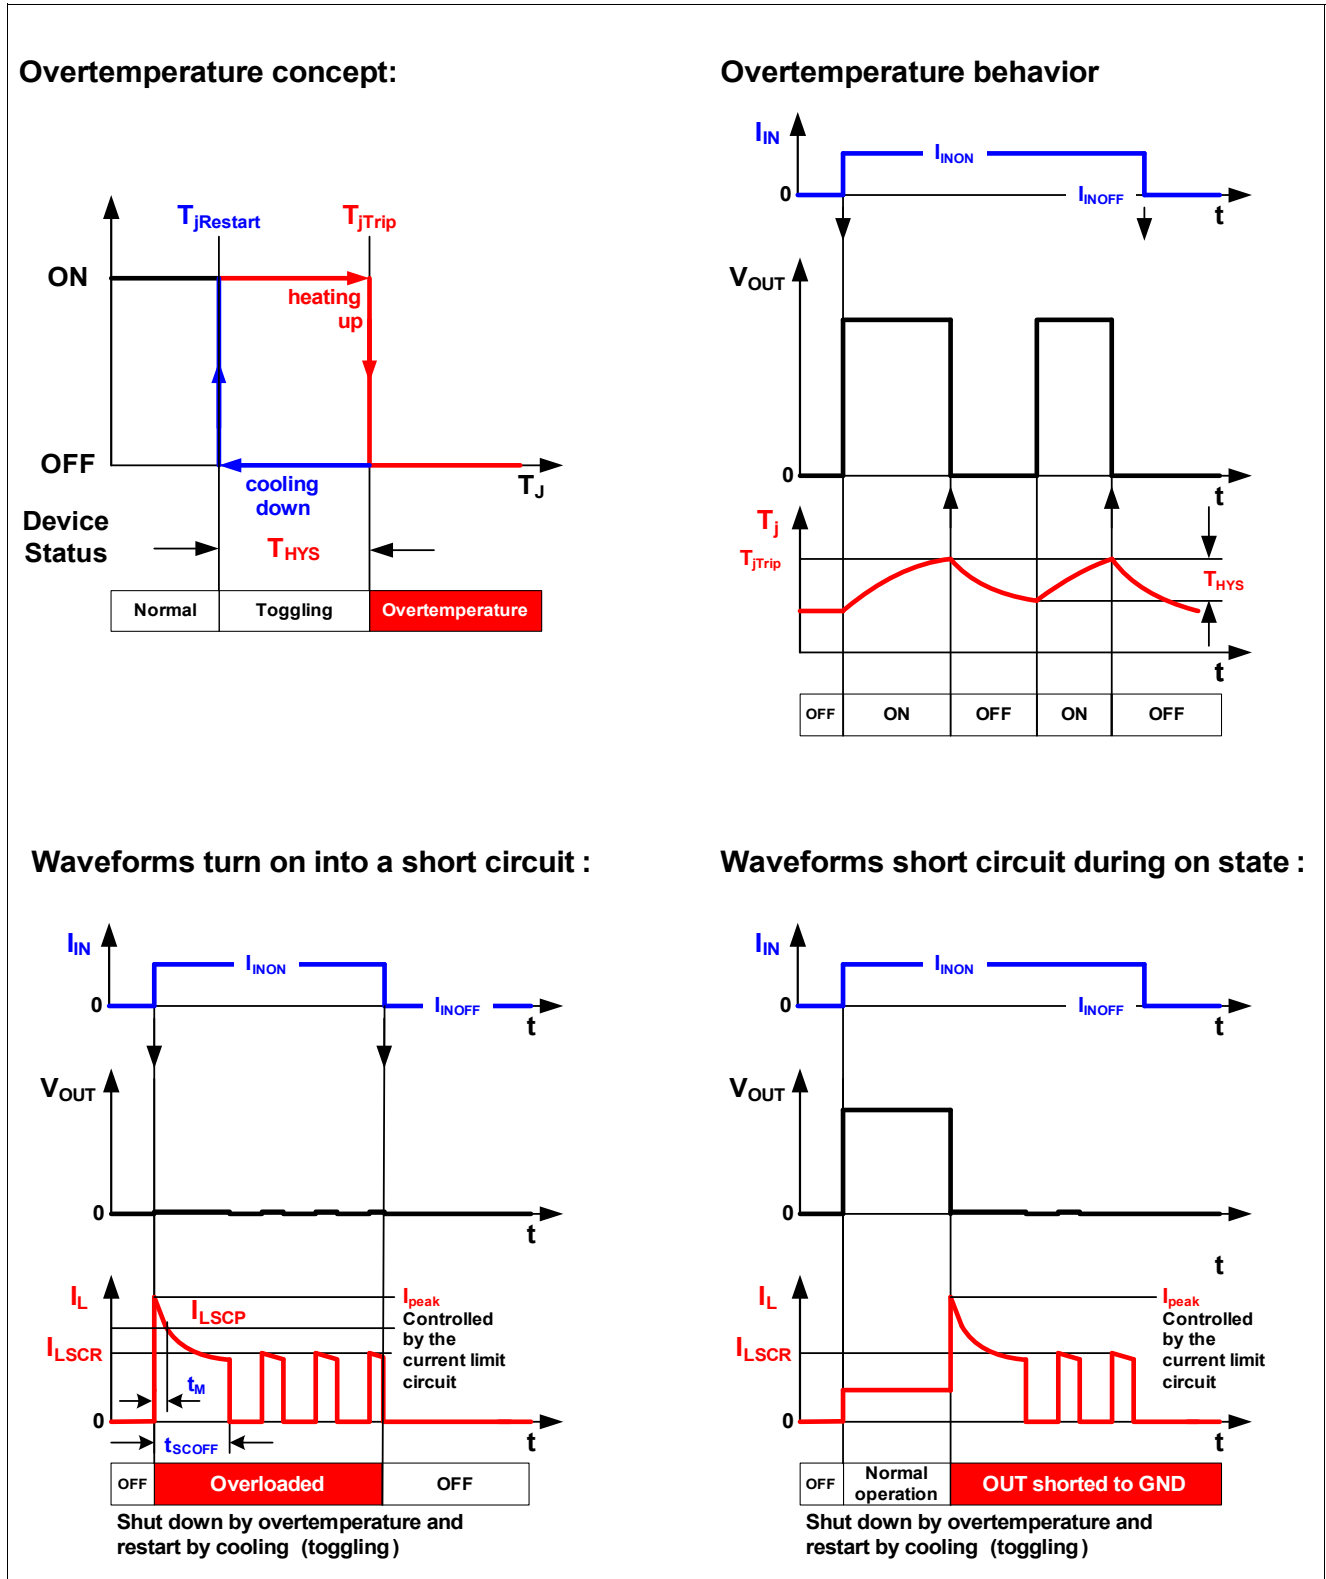 Overtemperature concept:
TjRestart
TjTrip
ON
heating
up
OFF
cooling
down
TJ
Device
Status
THYS
Normal
Toggling
Overtemperature
Overtemperature behavior
IIN
IINON
0
IINOFF
t
VOUT
0
t
Tj
TjTrip
THYS
t
OFF
ON
OFF
ON
OFF
Waveforms turn on into a short circuit :
IIN
IINON
0
IINOFF
t
VOUT
0
t
IL
Ipeak
ILSCP
Controlled
by the
current limit
circuit
ILSCR
tM
0
t
tSCOFF
OFF
Overloaded
OFF
Shut down by overtemperature and
restart by cooling (toggling)
Waveforms short circuit during on state :
IIN
IINON
0
IINOFF
t
VOUT
0
t
IL
Ipeak
Controlled
by the
current limit
circuit
ILSCR
0
t
OFF
Normal
operation
OUT shorted to GND
Shut down by overtemperature and
restart by cooling (toggling)